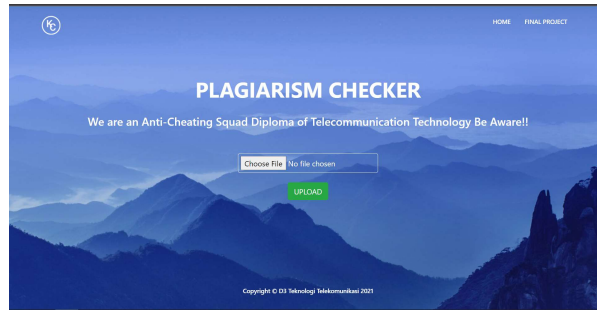 KC
HOME FINAL PROJECT
PLAGIARISM CHECKER
We are an Anti-Cheating Squad Diploma of Telecommunication Technology Be Aware!!
Choose File No file chosen
UPLOAD
Copyright © D3 Teknologi Telekomunikasi 2021